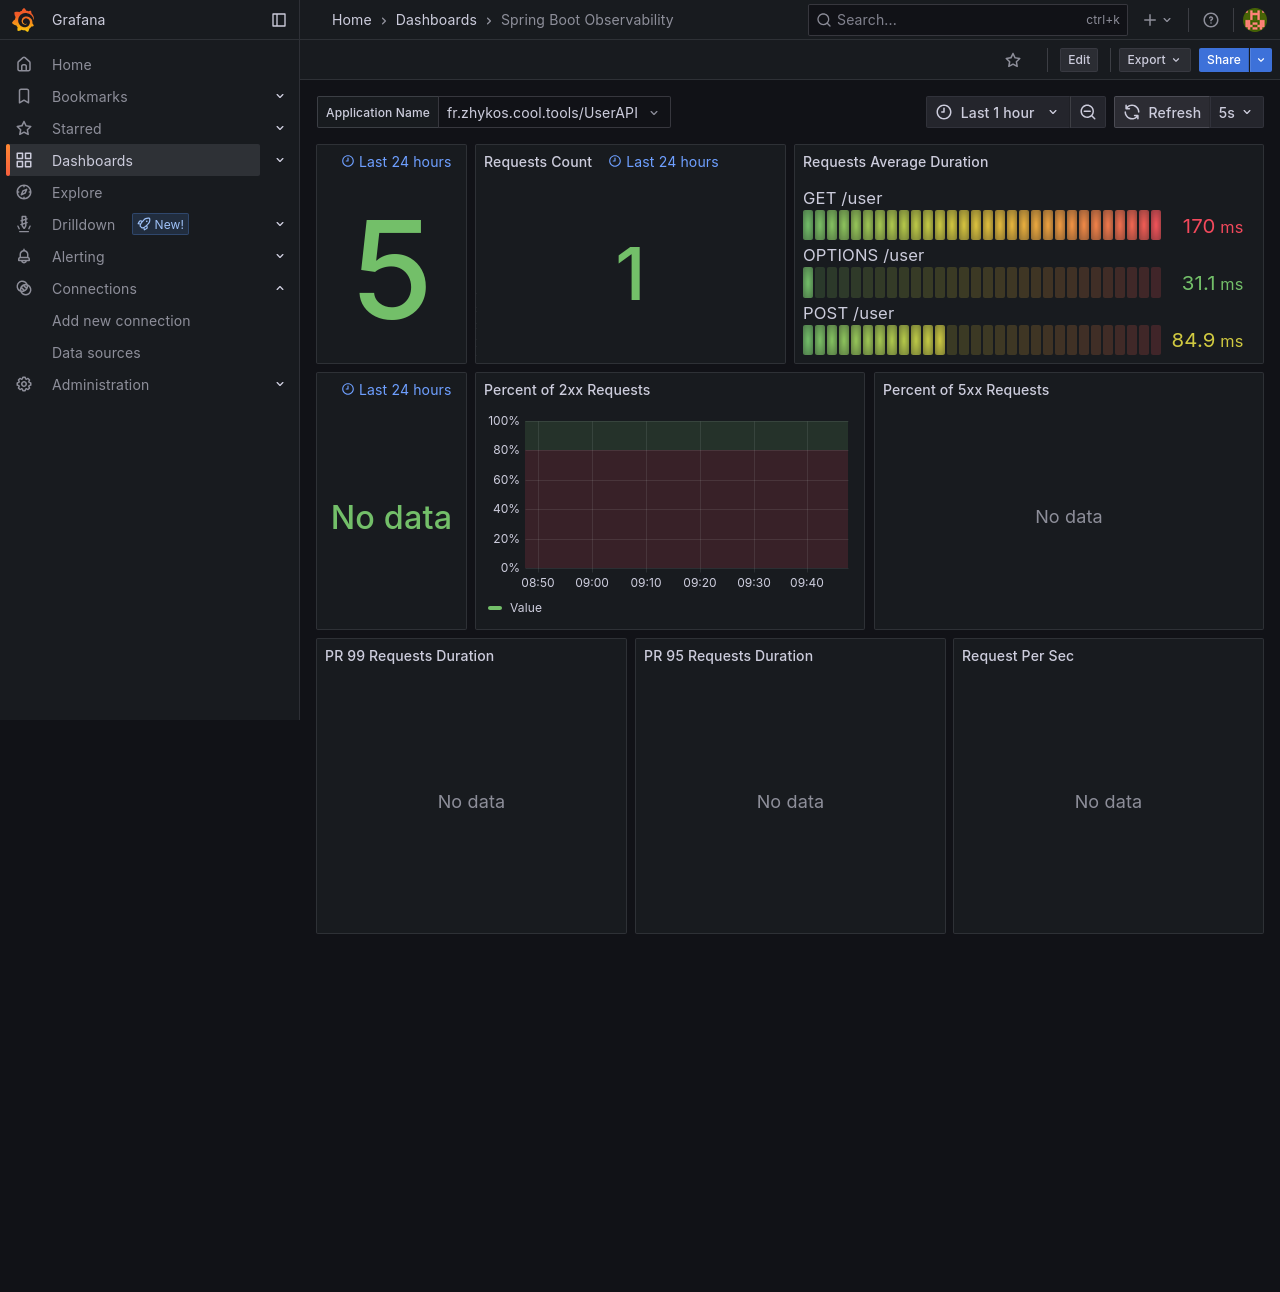 Grafana
Home › Dashboards › Spring Boot Observability
Search...
ctrl+k
Home
Bookmarks
Starred
Dashboards
Explore
Drilldown New!
Alerting
Connections
Add new connection
Data sources
Administration
Edit
Export
Share
Application Name fr.zhykos.cool.tools/UserAPI
Last 1 hour
Refresh 5s
Last 24 hours
5
Requests Count Last 24 hours
1
Requests Average Duration
GET /user
170 ms
OPTIONS /user
31.1 ms
POST /user
84.9 ms
Last 24 hours
No data
Percent of 2xx Requests
100%
80%
60%
40%
20%
0%
08:50 09:00 09:10 09:20 09:30 09:40
Value
Percent of 5xx Requests
No data
PR 99 Requests Duration
No data
PR 95 Requests Duration
No data
Request Per Sec
No data